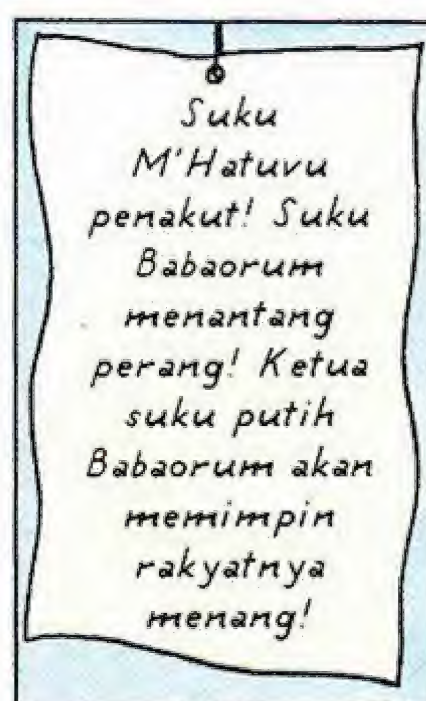 Suku
M'Hatuvu
penakut! Suku
Babaorum
menantang
perang! Ketua
suku putih
Babaorum akan
memimpin
rakyatnya
menang!